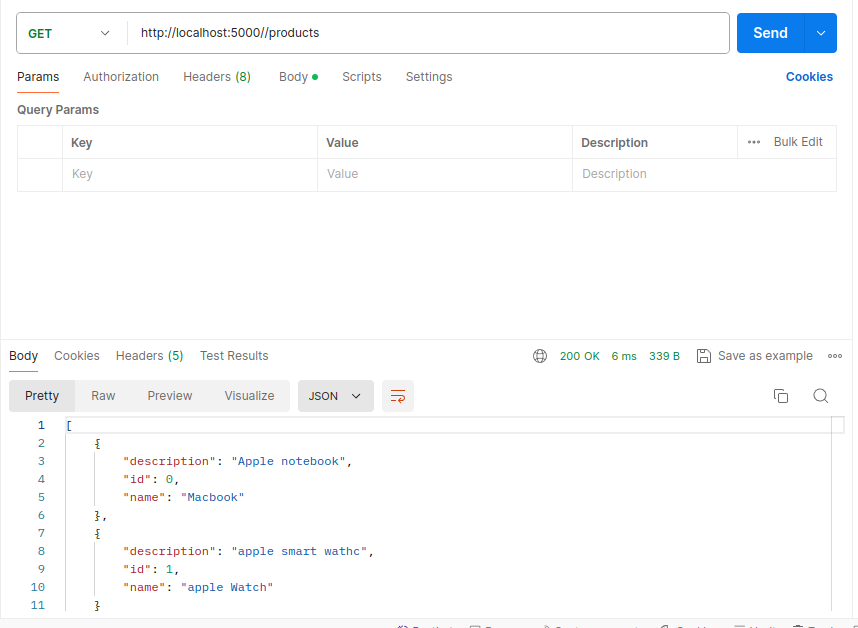 GET http://localhost:5000//products Send
Params Authorization Headers (8) Body Scripts Settings Cookies
Query Params
Key Value Description Bulk Edit
Key Value Description
Body Cookies Headers (5) Test Results 200 OK 6 ms 339 B Save as example
Pretty Raw Preview Visualize JSON
1 [
2 {
3 "description": "Apple notebook",
4 "id": 0,
5 "name": "Macbook"
6 },
7 {
8 "description": "apple smart wathc",
9 "id": 1,
10 "name": "apple Watch"
11 }